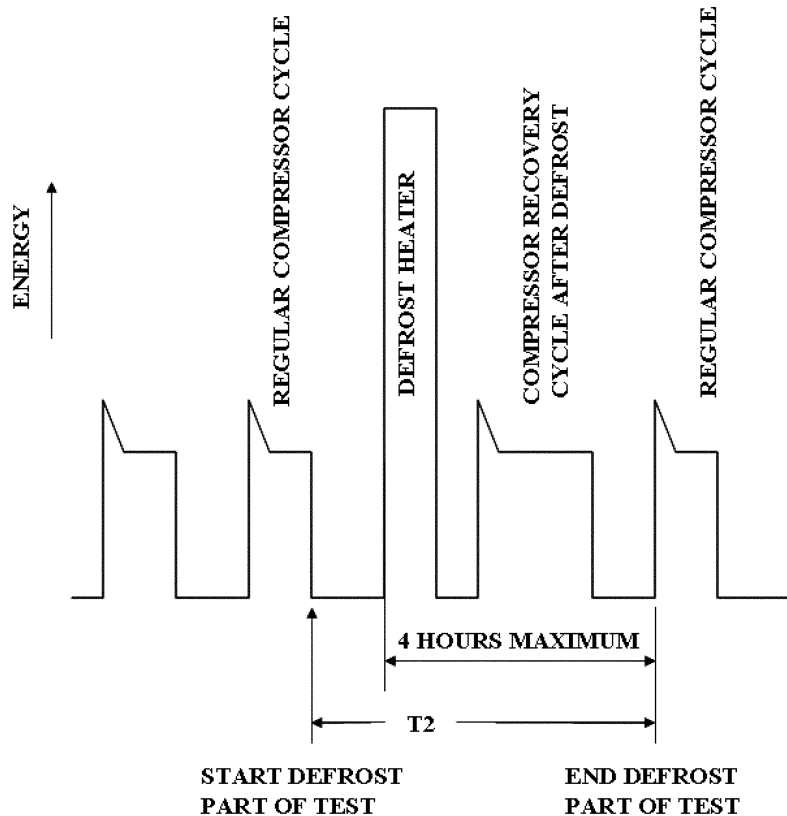 ENERGY
REGULAR COMPRESSOR CYCLE
DEFROST HEATER
COMPRESSOR RECOVERY
CYCLE AFTER DEFROST
REGULAR COMPRESSOR CYCLE
4 HOURS MAXIMUM
T2
START DEFROST
PART OF TEST
END DEFROST
PART OF TEST